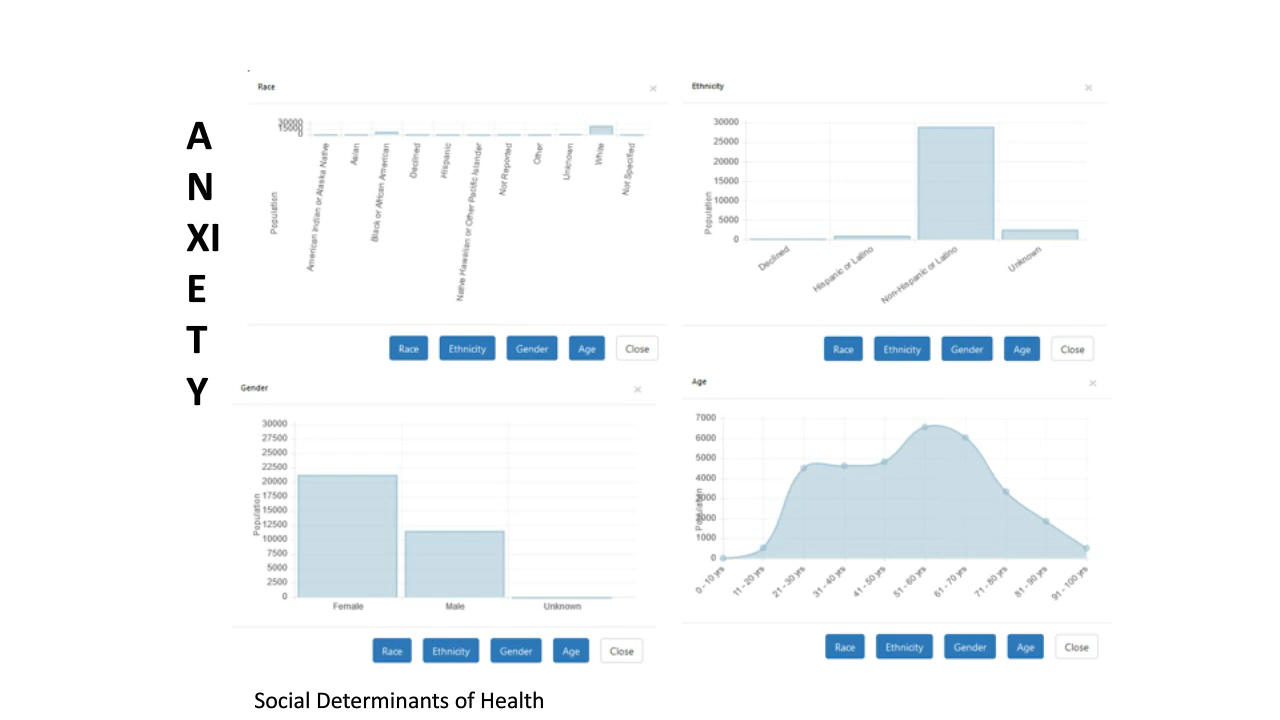 A
N
XI
E
T
Y
Race
×
30000
15000
0
Population
American Indian or Alaska Native
Asian
Black or African American
Declined
Hispanic
Native Hawaiian or Other Pacific Islander
Not Reported
Other
Unknown
White
Not Specified
Race Ethnicity Gender Age Close
Ethnicity
×
30000
25000
20000
15000
10000
5000
0
Population
Declined
Hispanic or Latino
Non-Hispanic or Latino
Unknown
Race Ethnicity Gender Age Close
Gender
×
30000
27500
25000
22500
20000
17500
15000
12500
10000
7500
5000
2500
0
Population
Female Male Unknown
Race Ethnicity Gender Age Close
Age
×
7000
6000
5000
4000
3000
2000
1000
0
Population
0 - 10 yrs
11 - 20 yrs
21 - 30 yrs
31 - 40 yrs
41 - 50 yrs
51 - 60 yrs
61 - 70 yrs
71 - 80 yrs
81 - 90 yrs
91 - 100 yrs
Race Ethnicity Gender Age Close
Social Determinants of Health